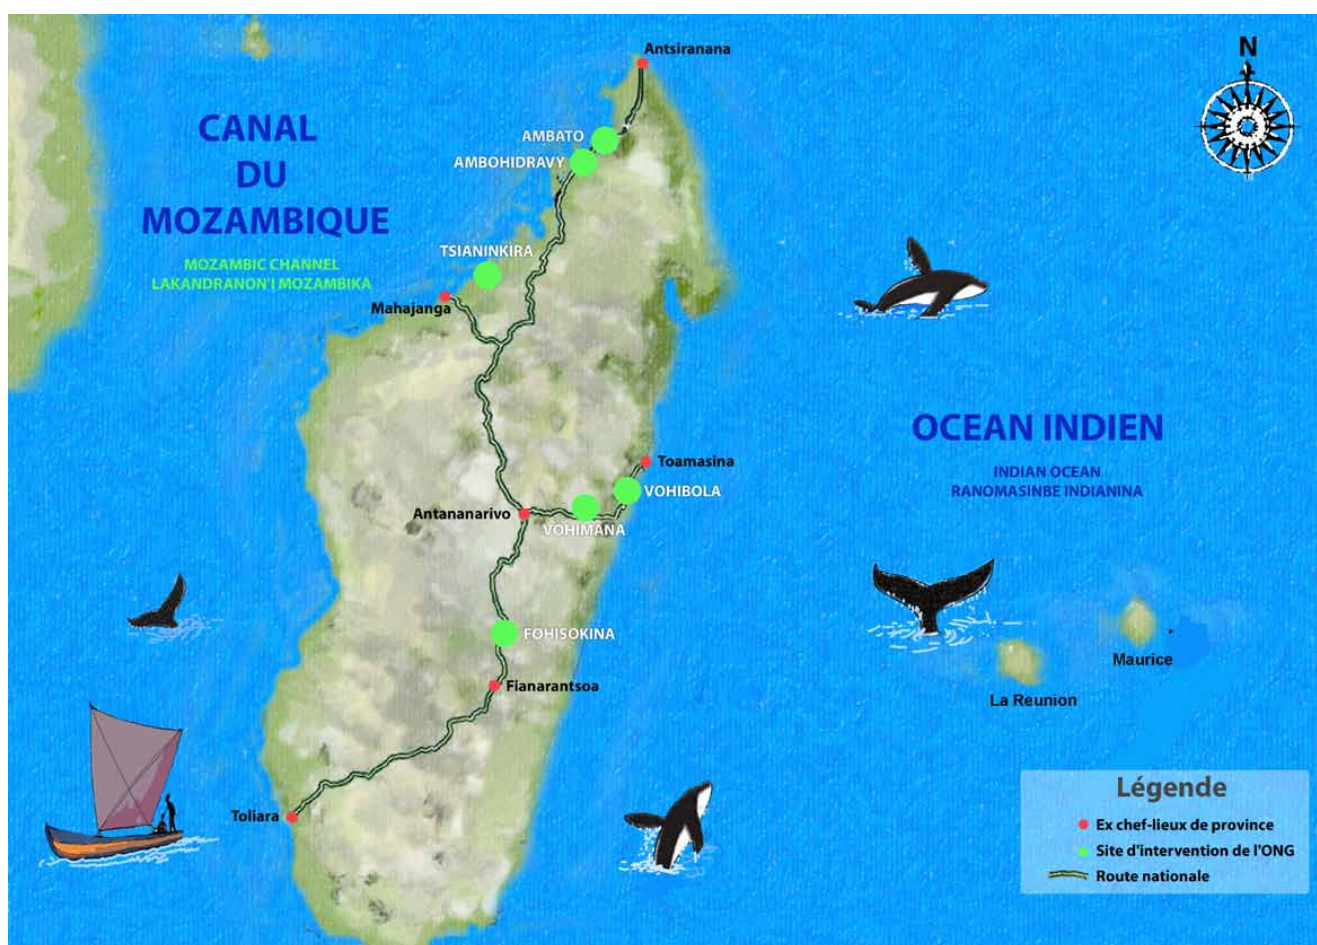 Antsiranana
N
CANAL
DU
MOZAMBIQUE
MOZAMBIC CHANNEL
LAKANDRANON'I MOZAMBIKA
AMBATO
AMBOHIDRAVY
TSIANINKIRA
Mahajanga
OCEAN INDIEN
INDIAN OCEAN
RANOMASINBE INDIANINA
Toamasina
VOHIBOLA
Antananarivo
VOHIMANA
FOHISOKINA
Fianarantsoa
Maurice
La Reunion
Toliara
Légende
Ex chef-lieux de province
Site d'intervention de l'ONG
Route nationale